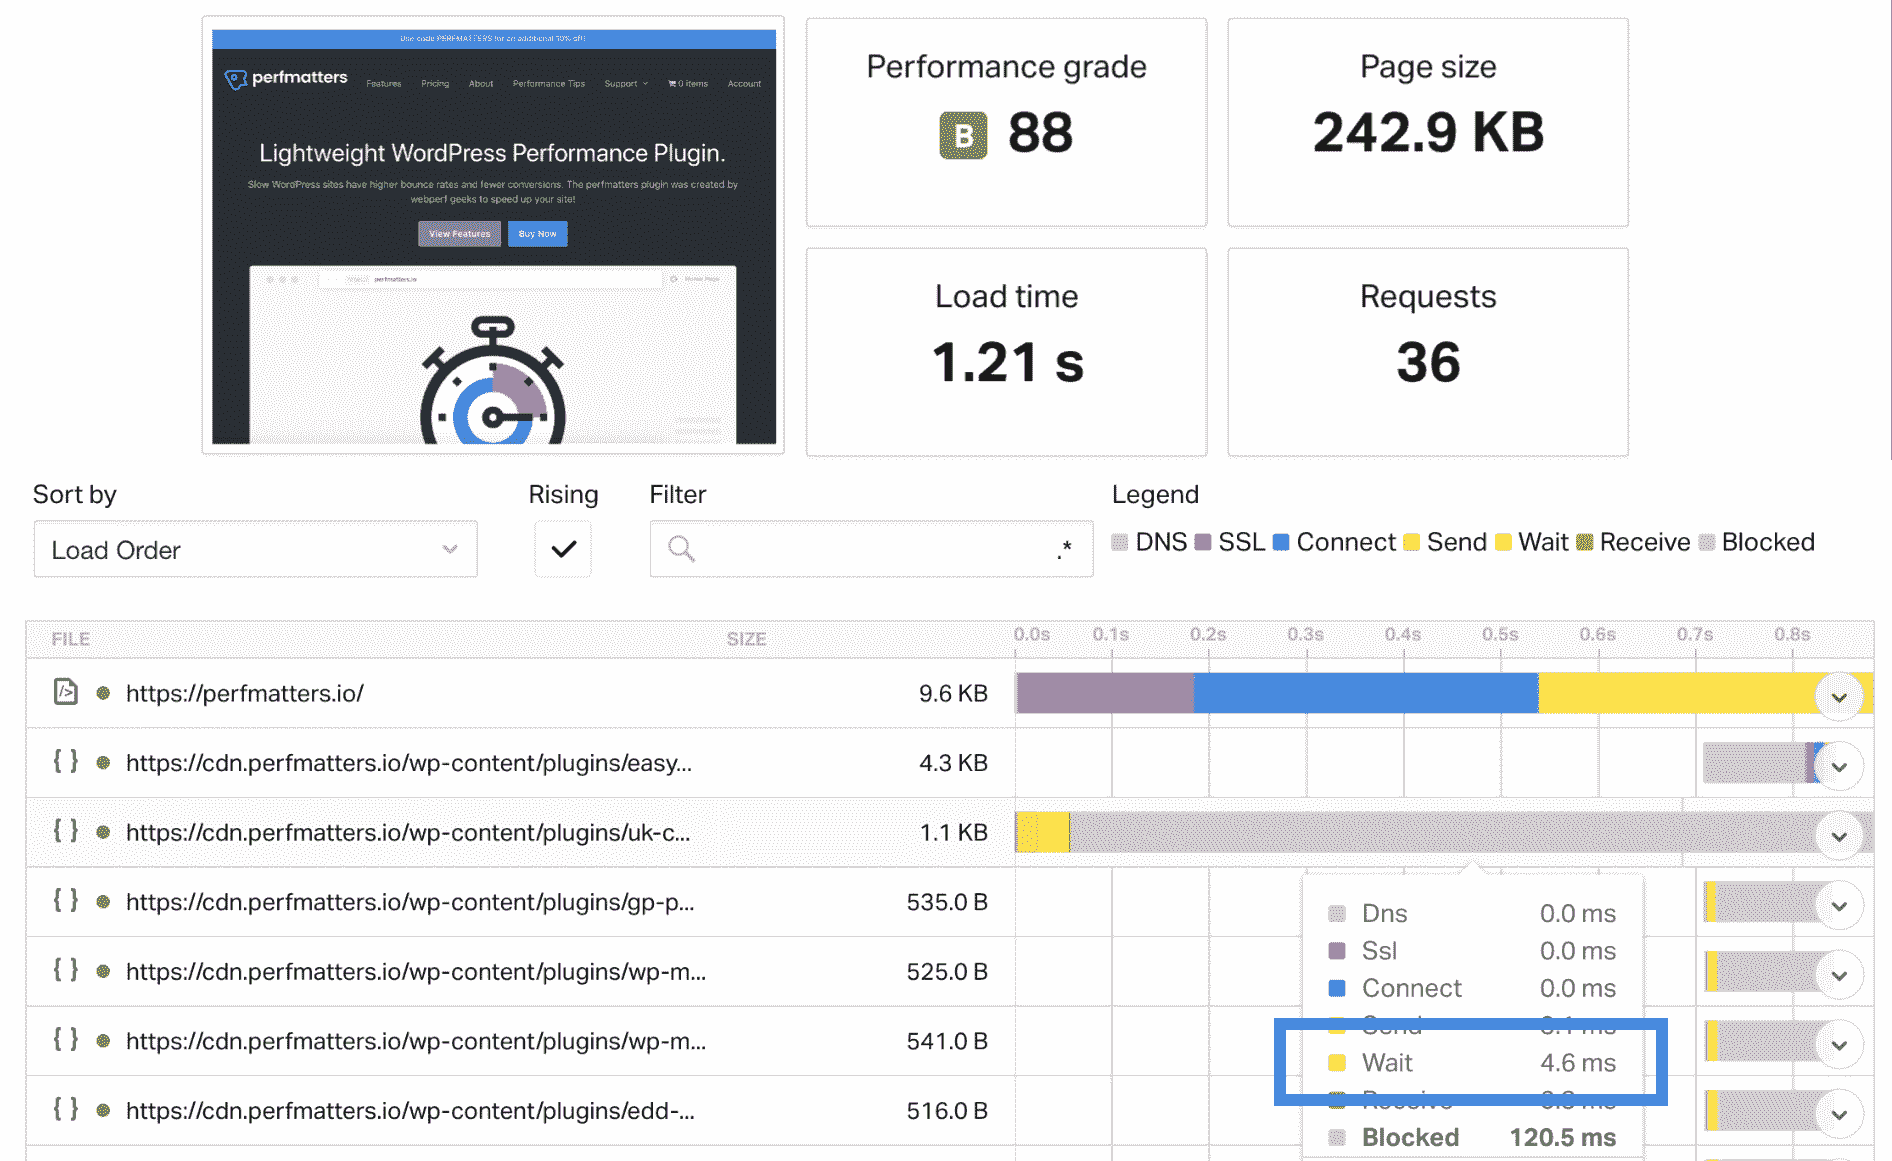 Use code PERFMATTERS for an additional 10% off!
perfmatters
Features Pricing About Performance Tips Support 0 Items Account
Lightweight WordPress Performance Plugin.
Slow WordPress sites have higher bounce rates and fewer conversions. The perfmatters plugin was created by
webperf geeks to speed up your site!
View Features Buy Now
perfmatters.io
Performance grade
B 88
Page size
242.9 KB
Load time
1.21 s
Requests
36
Sort by Rising Filter Legend
Load Order .* DNS SSL Connect Send Wait Receive Blocked
FILE SIZE 0.0s 0.1s 0.2s 0.3s 0.4s 0.5s 0.6s 0.7s 0.8s
https://perfmatters.io/ 9.6 KB
{ } https://cdn.perfmatters.io/wp-content/plugins/easy... 4.3 KB
{ } https://cdn.perfmatters.io/wp-content/plugins/uk-c... 1.1 KB
{ } https://cdn.perfmatters.io/wp-content/plugins/gp-p... 535.0 B
{ } https://cdn.perfmatters.io/wp-content/plugins/wp-m... 525.0 B
{ } https://cdn.perfmatters.io/wp-content/plugins/wp-m... 541.0 B
{ } https://cdn.perfmatters.io/wp-content/plugins/edd-... 516.0 B
Dns 0.0 ms
Ssl 0.0 ms
Connect 0.0 ms
Send ms
Wait 4.6 ms
Receive ms
Blocked 120.5 ms